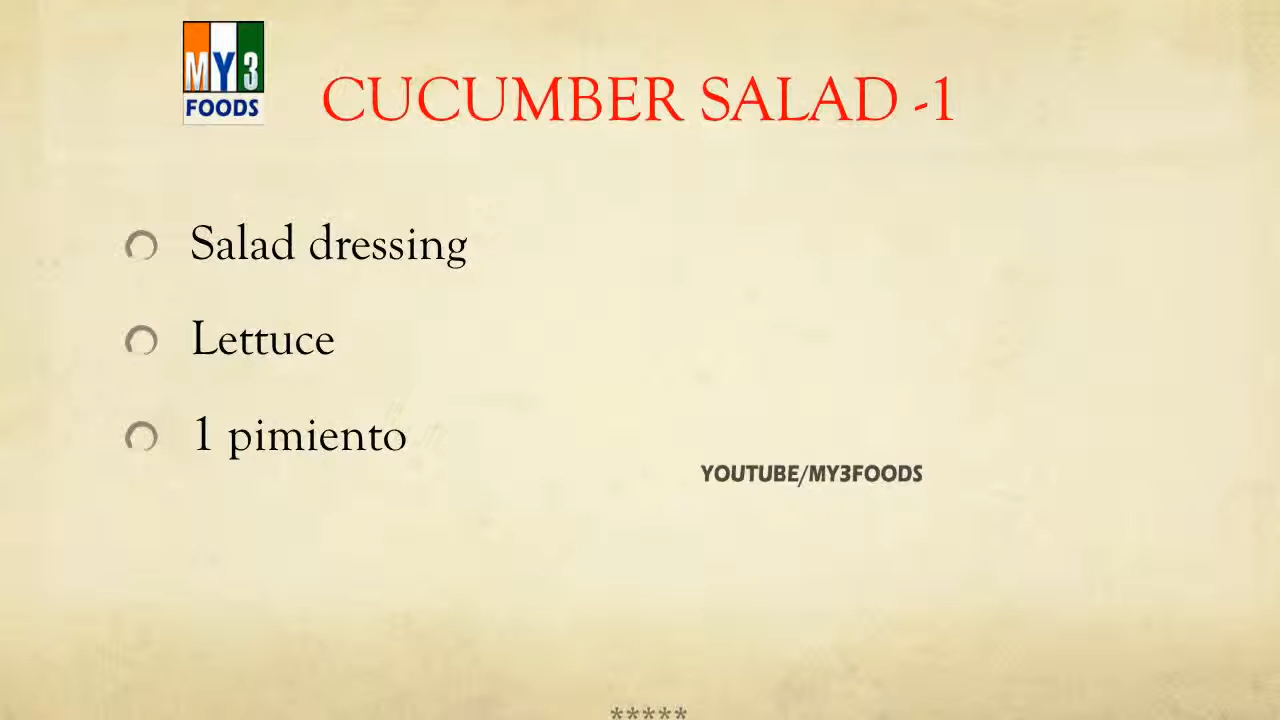 MY3
FOODS
CUCUMBER SALAD -1
Salad dressing
Lettuce
1 pimiento
YOUTUBE/MY3FOODS
*****